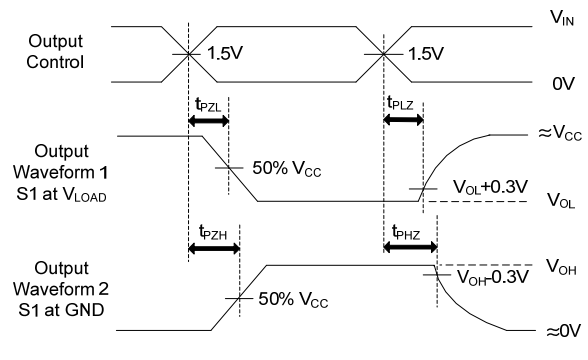 V_IN
Output
Control
1.5V
1.5V
0V
t_PZL
t_PLZ
≈V_CC
Output
Waveform 1
S1 at V_LOAD
50% V_CC
V_OL+0.3V
V_OL
t_PZH
t_PHZ
V_OH
Output
Waveform 2
S1 at GND
V_OH-0.3V
50% V_CC
≈0V